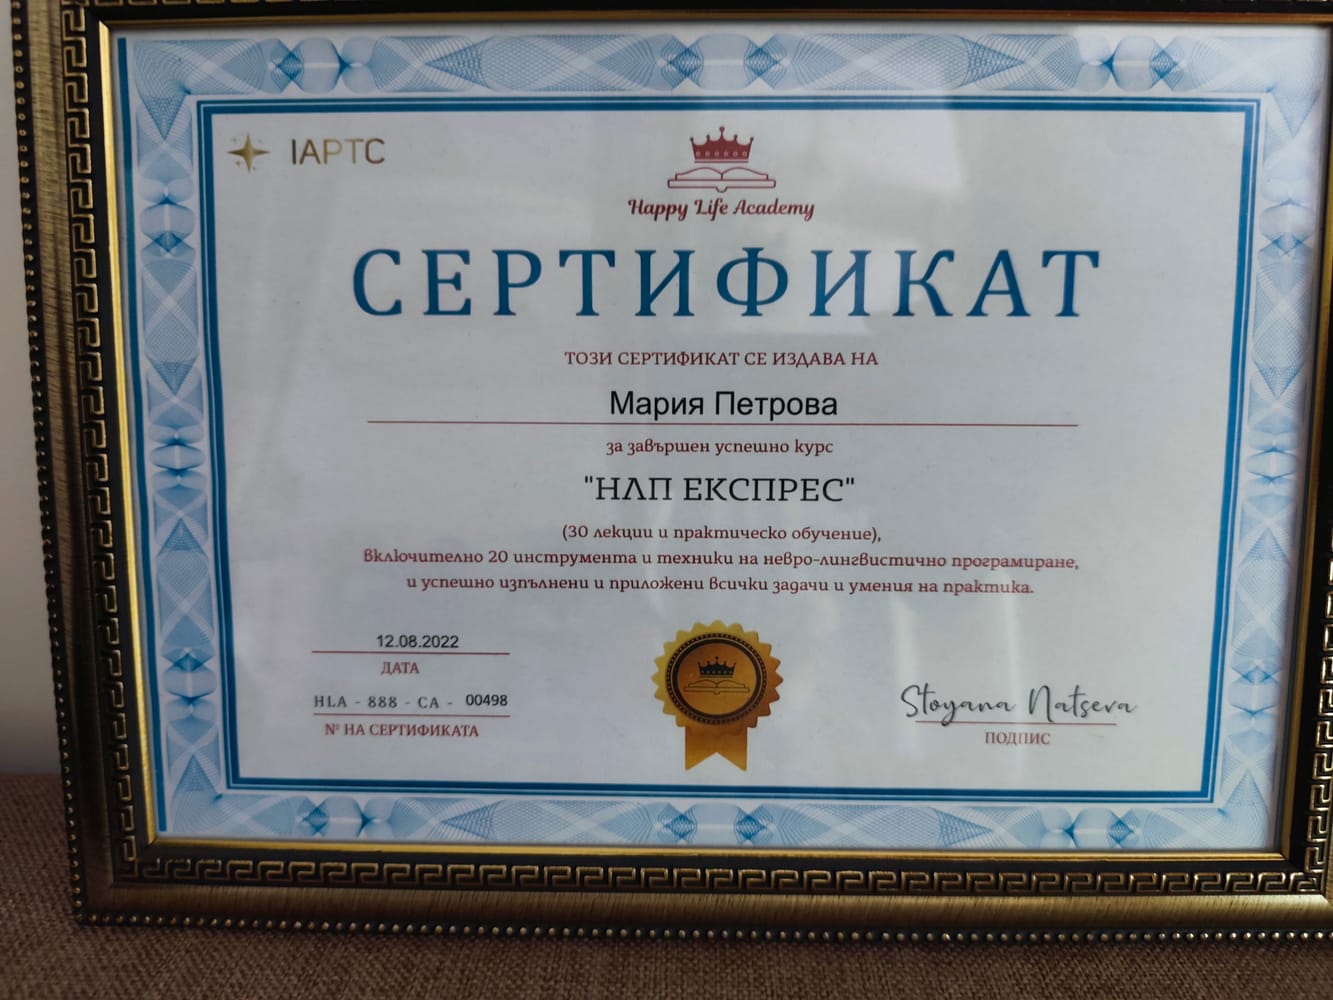 IAPTC
Happy Life Academy
СЕРТИФИКАТ
ТОЗИ СЕРТИФИКАТ СЕ ИЗДАВА НА
Мария Петрова
за завършен успешно курс
"НЛП ЕКСПРЕС"
(30 лекции и практическо обучение),
включително 20 инструмента и техники на невро-лингвистично програмиране,
и успешно изпълнени и приложени всички задачи и умения на практика.
12.08.2022
ДАТА
HLA - 888 - CA - 00498
№ НА СЕРТИФИКАТА
Stoyana Natseva
ПОДПИС